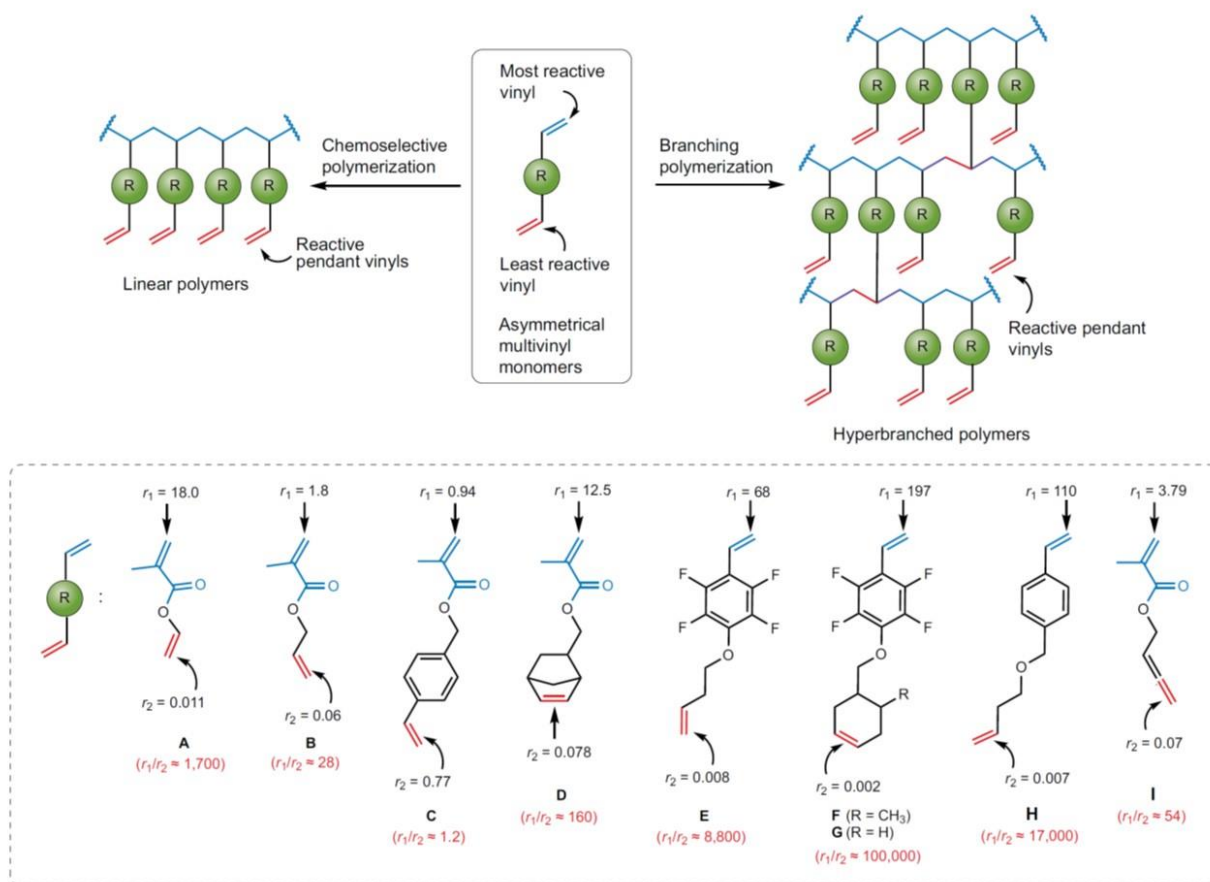 Most reactive
vinyl
R
Least reactive
vinyl
Asymmetrical
multivinyl
monomers
Chemoselective
polymerization
R R R R
Reactive
pendant vinyls
Linear polymers
Branching
polymerization
R R R R
R R R R
R R R
Reactive pendant
vinyls
Hyperbranched polymers
R :
r₁ = 18.0
O
O
r₂ = 0.011
A
(r₁/r₂ ≈ 1,700)
r₁ = 1.8
O
O
r₂ = 0.06
B
(r₁/r₂ ≈ 28)
r₁ = 0.94
O
O
r₂ = 0.77
C
(r₁/r₂ ≈ 1.2)
r₁ = 12.5
O
O
r₂ = 0.078
D
(r₁/r₂ ≈ 160)
r₁ = 68
F F
F F
O
r₂ = 0.008
E
(r₁/r₂ ≈ 8,800)
r₁ = 197
F F
F F
O
R
r₂ = 0.002
F (R = CH₃)
G (R = H)
(r₁/r₂ ≈ 100,000)
r₁ = 110
O
r₂ = 0.007
H
(r₁/r₂ ≈ 17,000)
r₁ = 3.79
O
O
r₂ = 0.07
I
(r₁/r₂ ≈ 54)